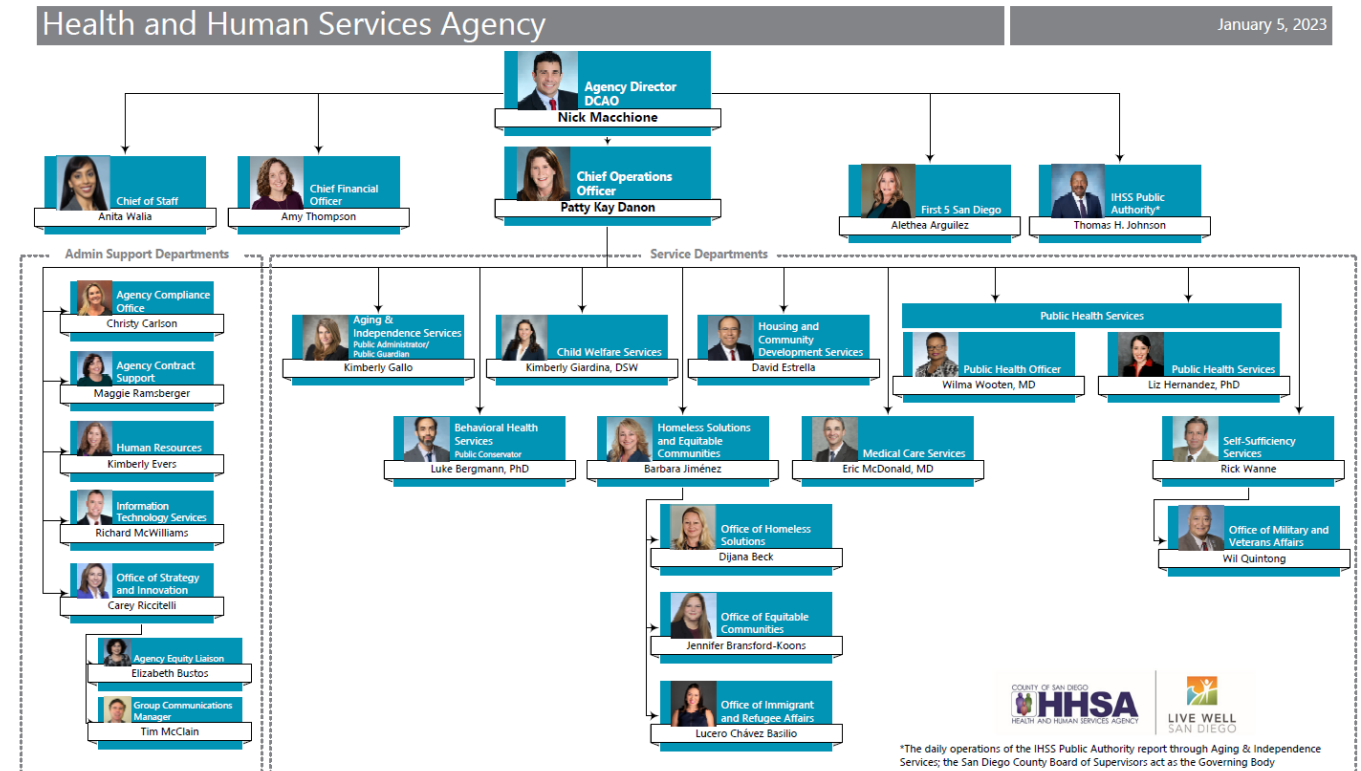 Health and Human Services Agency
January 5, 2023
Agency Director
DCAO
Nick Macchione
Chief of Staff
Anita Walia
Chief Financial
Officer
Amy Thompson
Chief Operations
Officer
Patty Kay Danon
First 5 San Diego
Alethea Arguilez
IHSS Public
Authority*
Thomas H. Johnson
Admin Support Departments
Agency Compliance
Office
Christy Carlson
Agency Contract
Support
Maggie Ramsberger
Human Resources
Kimberly Evers
Information
Technology Services
Richard McWilliams
Office of Strategy
and Innovation
Carey Riccitelli
Agency Equity Liaison
Elizabeth Bustos
Group Communications
Manager
Tim McClain
Service Departments
Aging &
Independence Services
Public Administrator/
Public Guardian
Kimberly Gallo
Child Welfare Services
Kimberly Giardina, DSW
Housing and
Community
Development Services
David Estrella
Public Health Services
Public Health Officer
Wilma Wooten, MD
Public Health Services
Liz Hernandez, PhD
Behavioral Health
Services
Public Conservator
Luke Bergmann, PhD
Homeless Solutions
and Equitable
Communities
Barbara Jiménez
Medical Care Services
Eric McDonald, MD
Self-Sufficiency
Services
Rick Wanne
Office of Homeless
Solutions
Dijana Beck
Office of Military and
Veterans Affairs
Wil Quintong
Office of Equitable
Communities
Jennifer Bransford-Koons
Office of Immigrant
and Refugee Affairs
Lucero Chávez Basilio
COUNTY OF SAN DIEGO
HHSA
HEALTH AND HUMAN SERVICES AGENCY
LIVE WELL
SAN DIEGO
*The daily operations of the IHSS Public Authority report through Aging & Independence
Services; the San Diego County Board of Supervisors act as the Governing Body